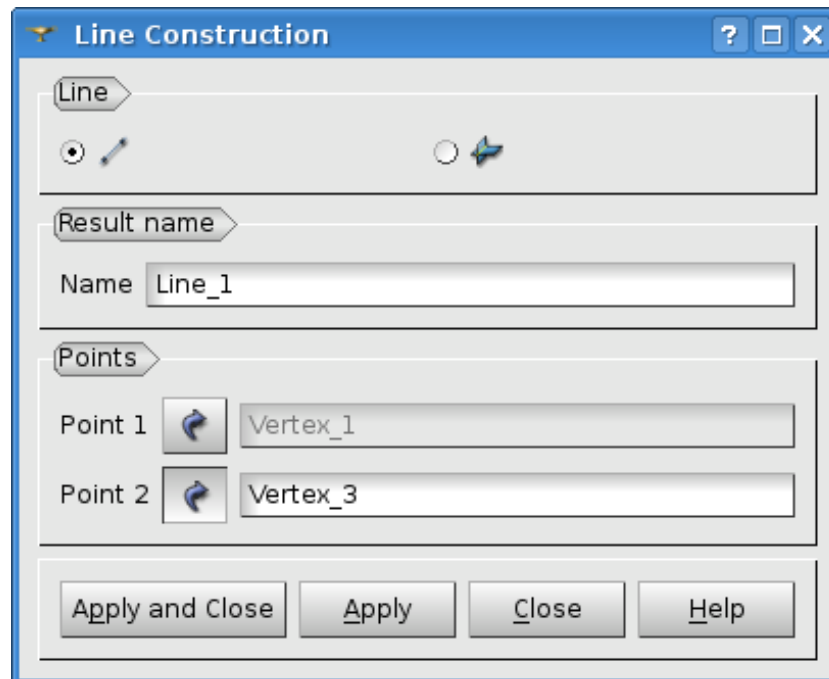 Line Construction
Line
Result name
Name Line_1
Points
Point 1 Vertex_1
Point 2 Vertex_3
Apply and Close Apply Close Help